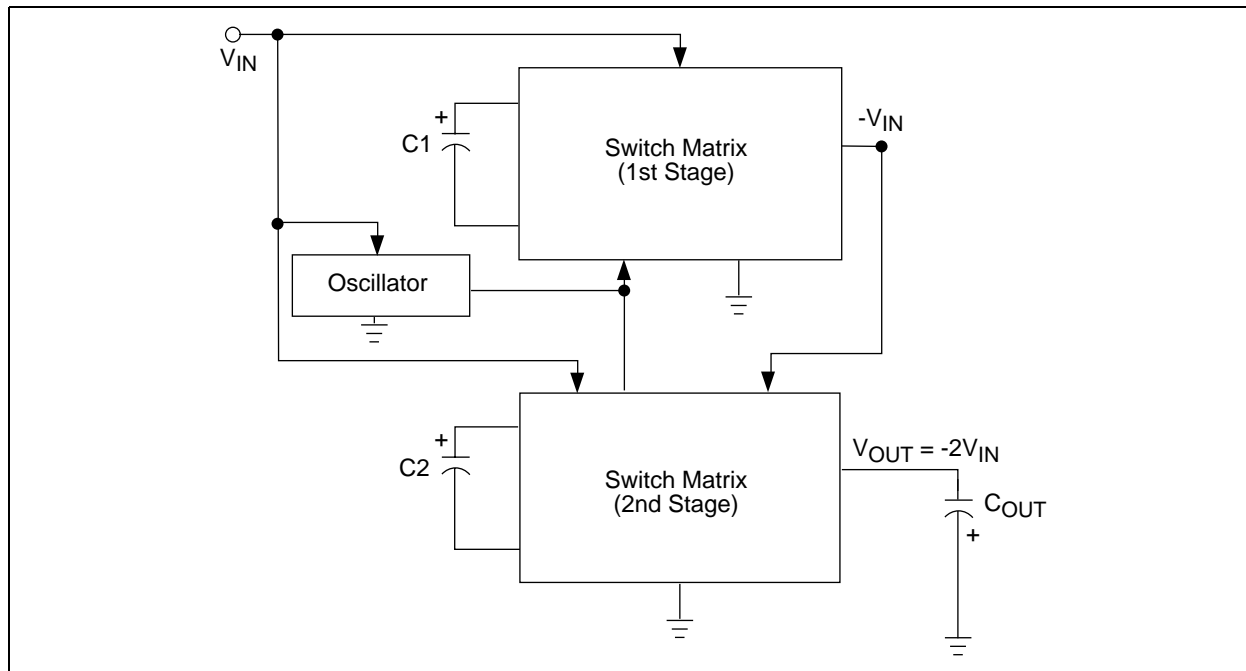 V_IN
+
C1
Switch Matrix
(1st Stage)
-V_IN
Oscillator
+
C2
Switch Matrix
(2nd Stage)
V_OUT = -2V_IN
C_OUT
+